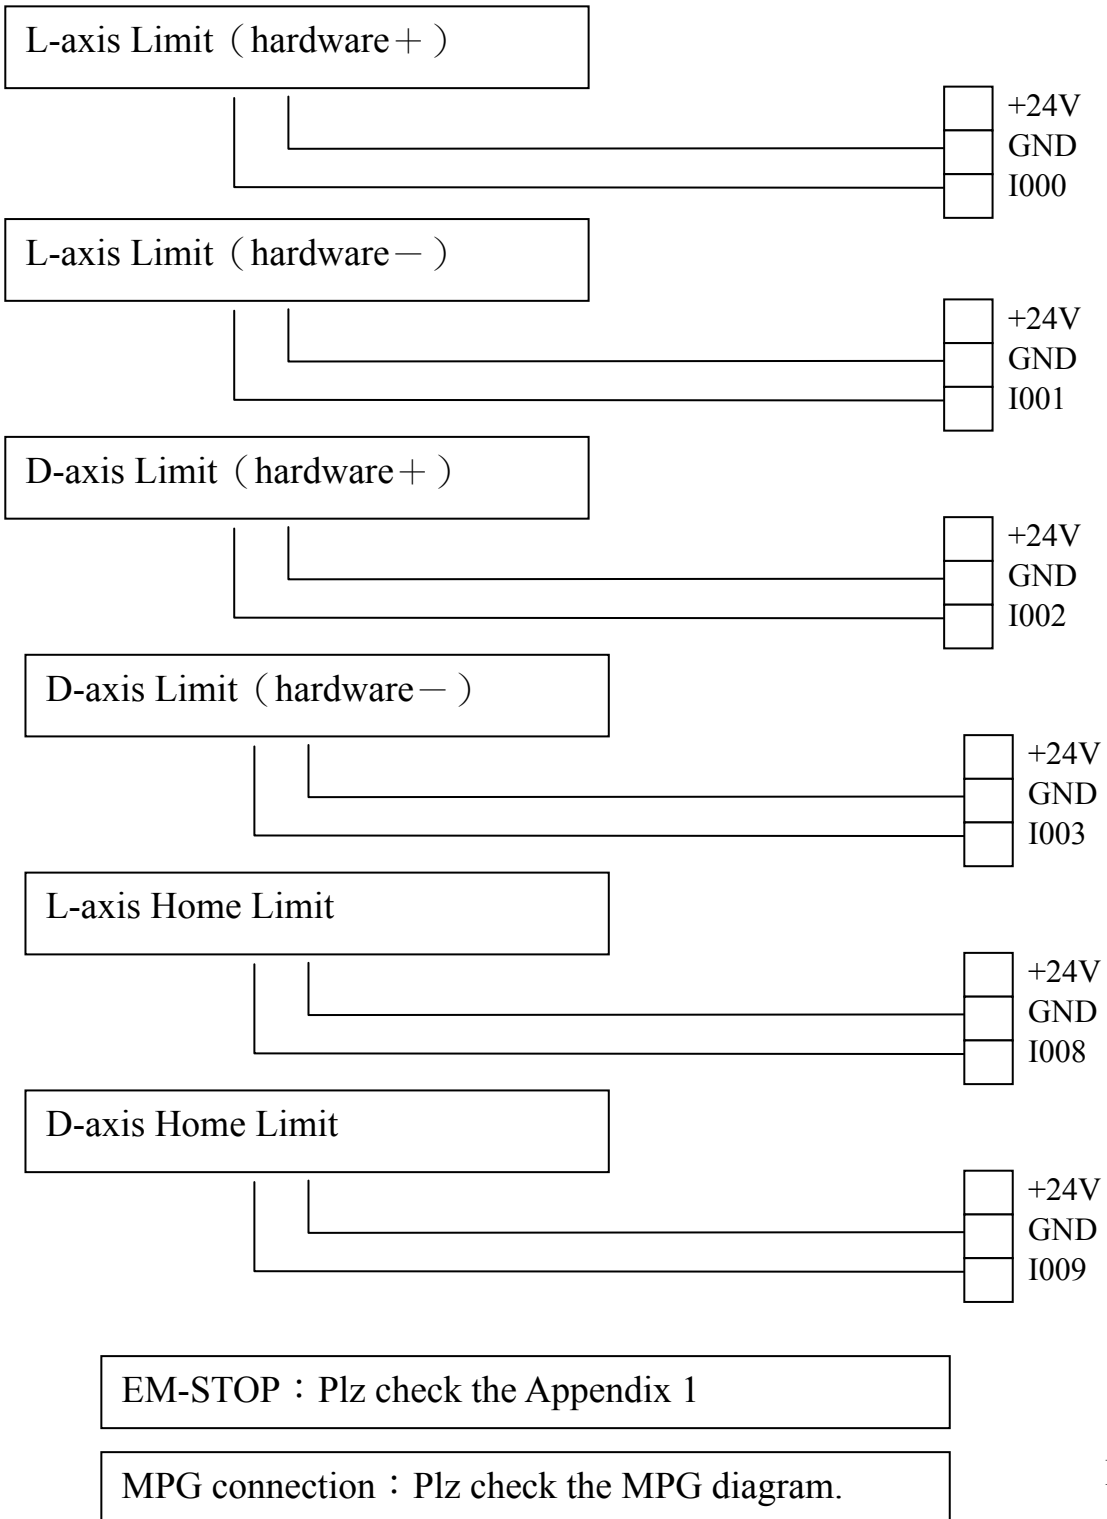 L-axis Limit（hardware＋）
+24V
GND
I000
L-axis Limit（hardware－）
+24V
GND
I001
D-axis Limit（hardware＋）
+24V
GND
I002
D-axis Limit（hardware－）
+24V
GND
I003
L-axis Home Limit
+24V
GND
I008
D-axis Home Limit
+24V
GND
I009
EM-STOP：Plz check the Appendix 1
MPG connection：Plz check the MPG diagram.